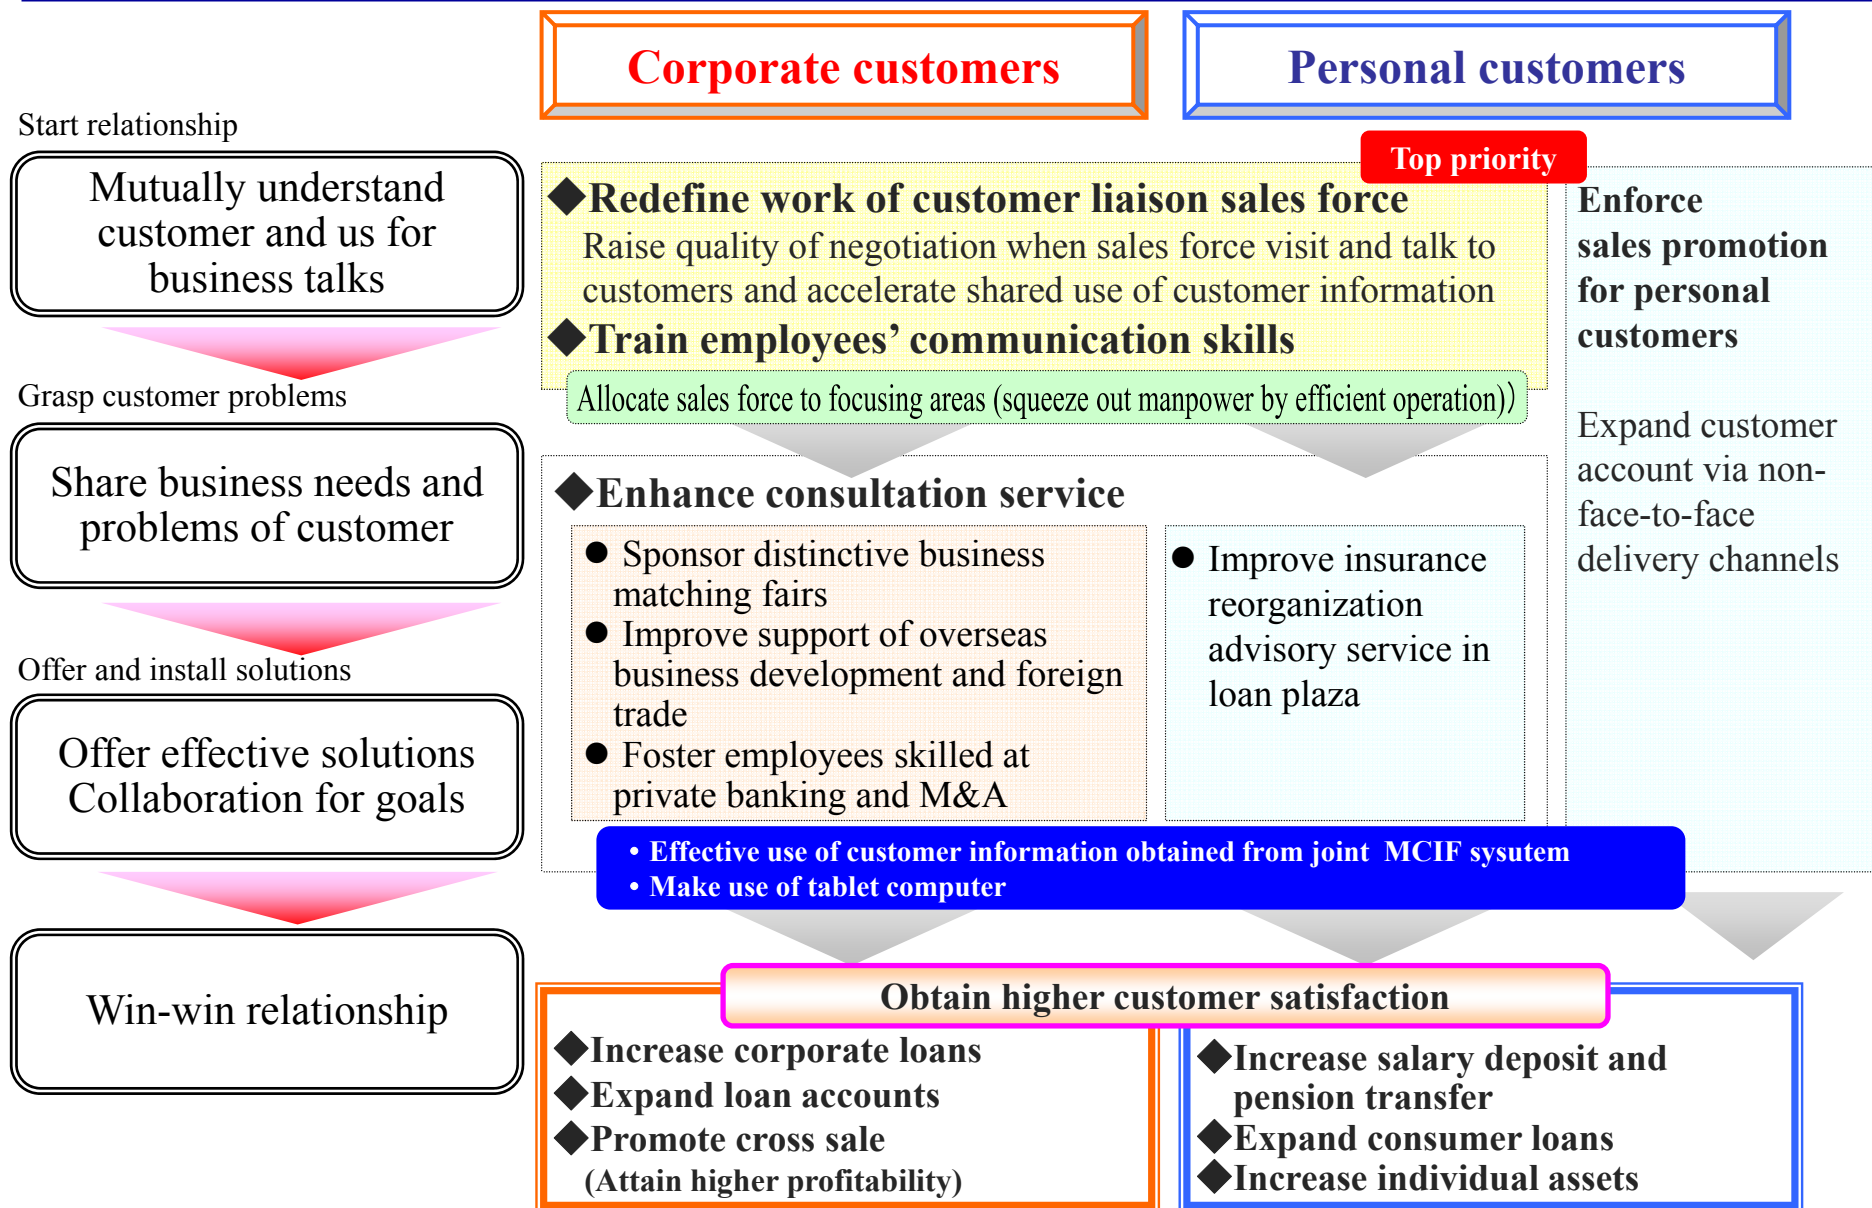 Corporate customers
Personal customers
Start relationship
Mutually understand
customer and us for
business talks
Grasp customer problems
Share business needs and
problems of customer
Offer and install solutions
Offer effective solutions
Collaboration for goals
Win-win relationship
Top priority
◆Redefine work of customer liaison sales force
Raise quality of negotiation when sales force visit and talk to
customers and accelerate shared use of customer information
◆Train employees’ communication skills
Allocate sales force to focusing areas (squeeze out manpower by efficient operation))
Enforce
sales promotion
for personal
customers
Expand customer
account via non-
face-to-face
delivery channels
◆Enhance consultation service
● Sponsor distinctive business
matching fairs
● Improve support of overseas
business development and foreign
trade
● Foster employees skilled at
private banking and M&A
● Improve insurance
reorganization
advisory service in
loan plaza
・Effective use of customer information obtained from joint MCIF sysutem
・Make use of tablet computer
Obtain higher customer satisfaction
◆Increase corporate loans
◆Expand loan accounts
◆Promote cross sale
(Attain higher profitability)
◆Increase salary deposit and
pension transfer
◆Expand consumer loans
◆Increase individual assets